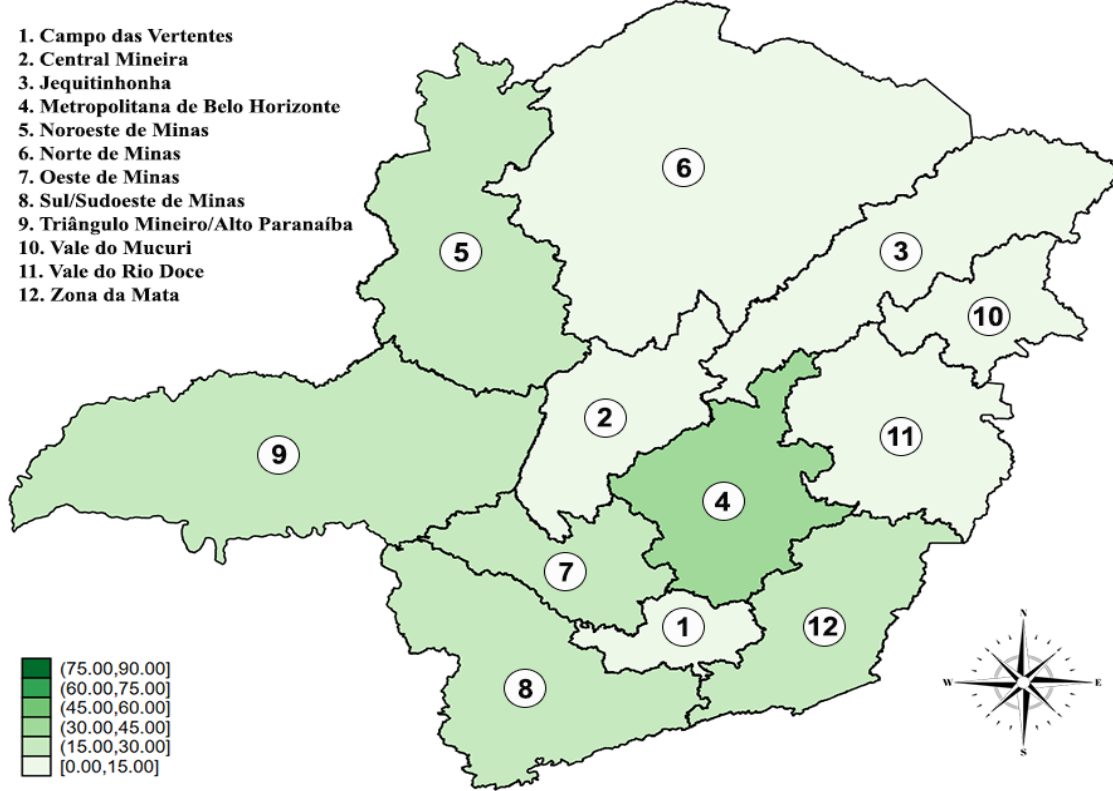 1. Campo das Vertentes
2. Central Mineira
3. Jequitinhonha
4. Metropolitana de Belo Horizonte
5. Noroeste de Minas
6. Norte de Minas
7. Oeste de Minas
8. Sul/Sudoeste de Minas
9. Triângulo Mineiro/Alto Paranaíba
10. Vale do Mucuri
11. Vale do Rio Doce
12. Zona da Mata
6
5
3
10
2
11
9
4
7
1
12
8
N
W
E
S
(75.00,90.00]
(60.00,75.00]
(45.00,60.00]
(30.00,45.00]
(15.00,30.00]
[0.00,15.00]